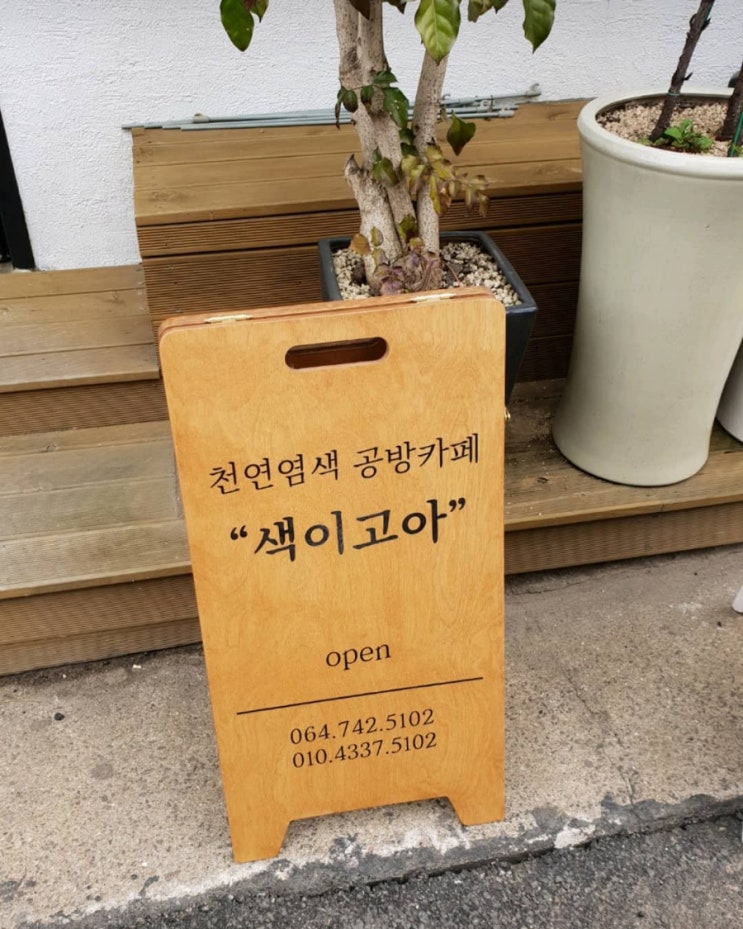 천연염색 공방카페
“색이고아”
open
064.742.5102
010.4337.5102